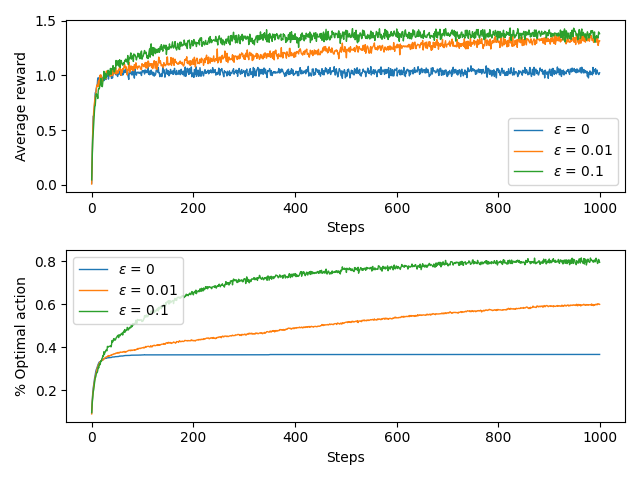 1.5
1.0
0.5
0.0
Average reward
ε = 0
ε = 0.01
ε = 0.1
0 200 400 600 800 1000
Steps
0.8
0.6
0.4
0.2
% Optimal action
ε = 0
ε = 0.01
ε = 0.1
0 200 400 600 800 1000
Steps